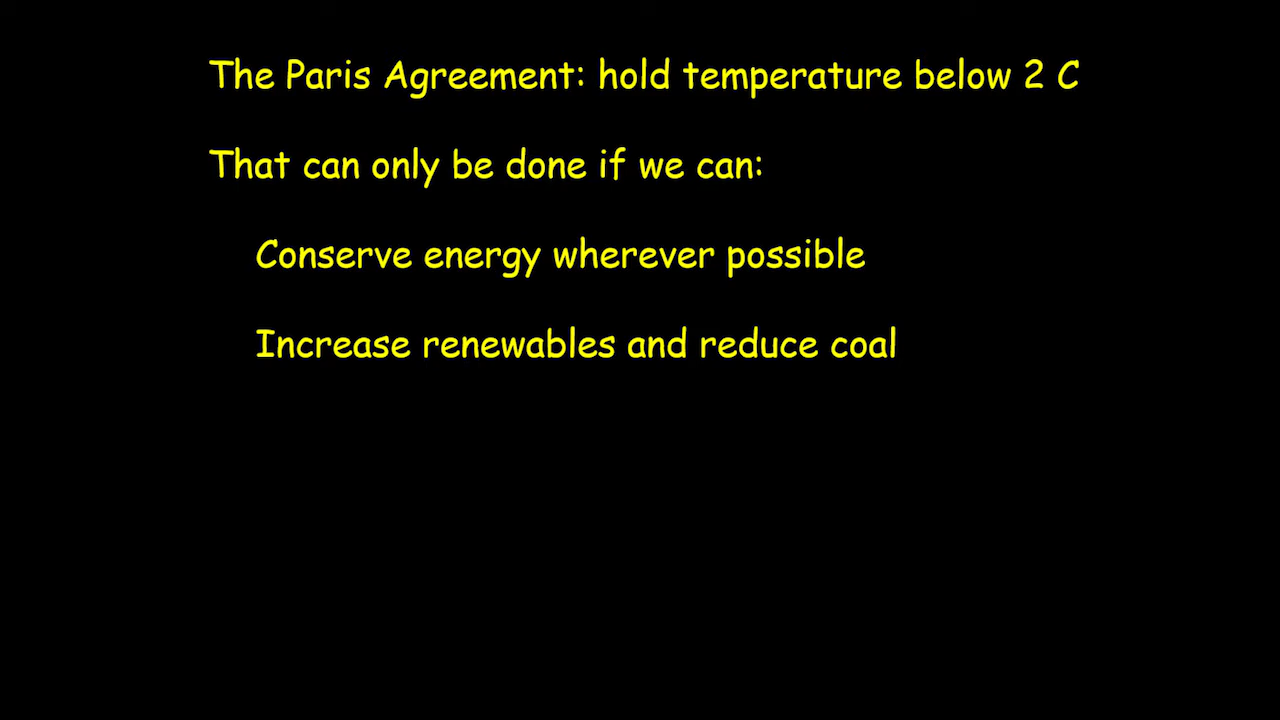 The Paris Agreement: hold temperature below 2 C
That can only be done if we can:
Conserve energy wherever possible
Increase renewables and reduce coal